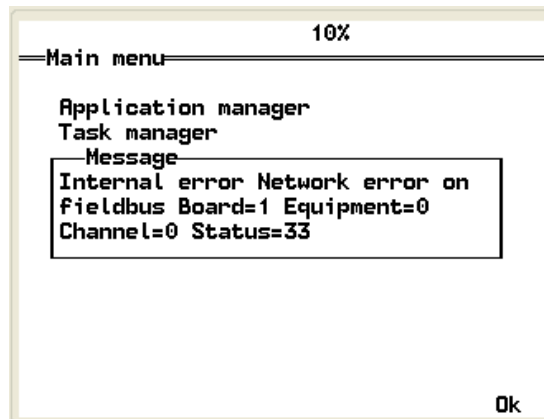 10%
Main menu
Application manager
Task manager
Message
Internal error Network error on
fieldbus Board=1 Equipment=0
Channel=0 Status=33
Ok